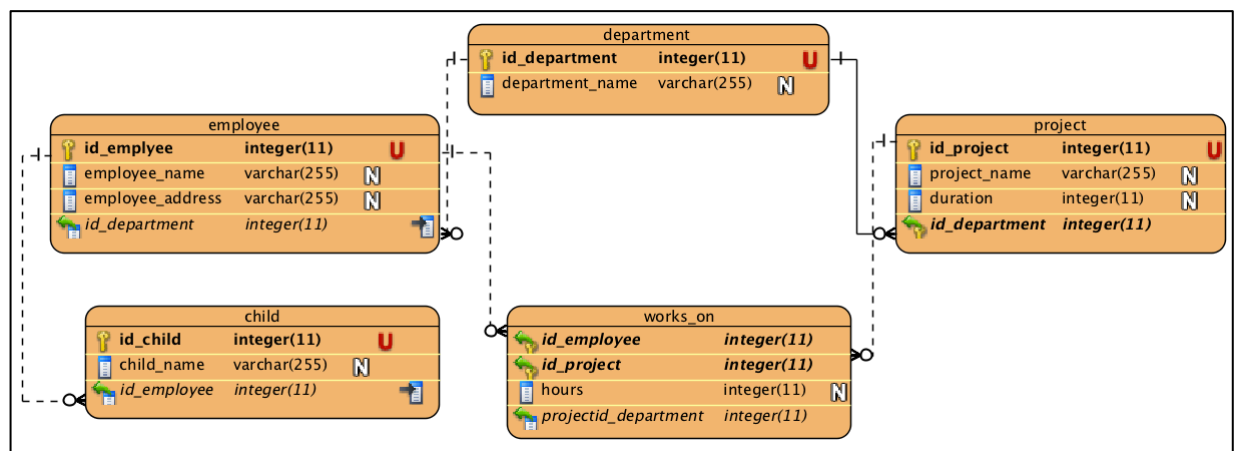 department
id_department integer(11) U
department_name varchar(255) N
employee
id_emplyee integer(11) U
employee_name varchar(255) N
employee_address varchar(255) N
id_department integer(11)
project
id_project integer(11) U
project_name varchar(255) N
duration integer(11) N
id_department integer(11)
child
id_child integer(11) U
child_name varchar(255) N
id_employee integer(11)
works_on
id_employee integer(11)
id_project integer(11)
hours integer(11) N
projectid_department integer(11)